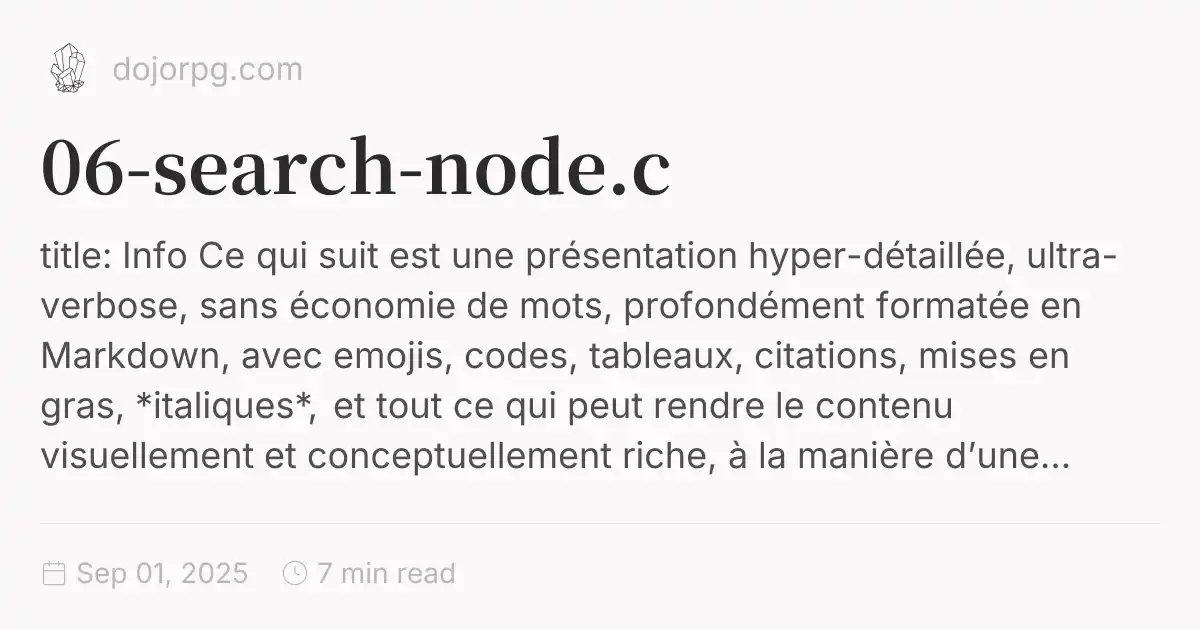 dojorpg.com
06-search-node.c
title: Info Ce qui suit est une présentation hyper-détaillée, ultra-
verbose, sans économie de mots, profondément formatée en
Markdown, avec emojis, codes, tableaux, citations, mises en
gras, *italiques*, et tout ce qui peut rendre le contenu
visuellement et conceptuellement riche, à la manière d’une...
Sep 01, 2025 7 min read